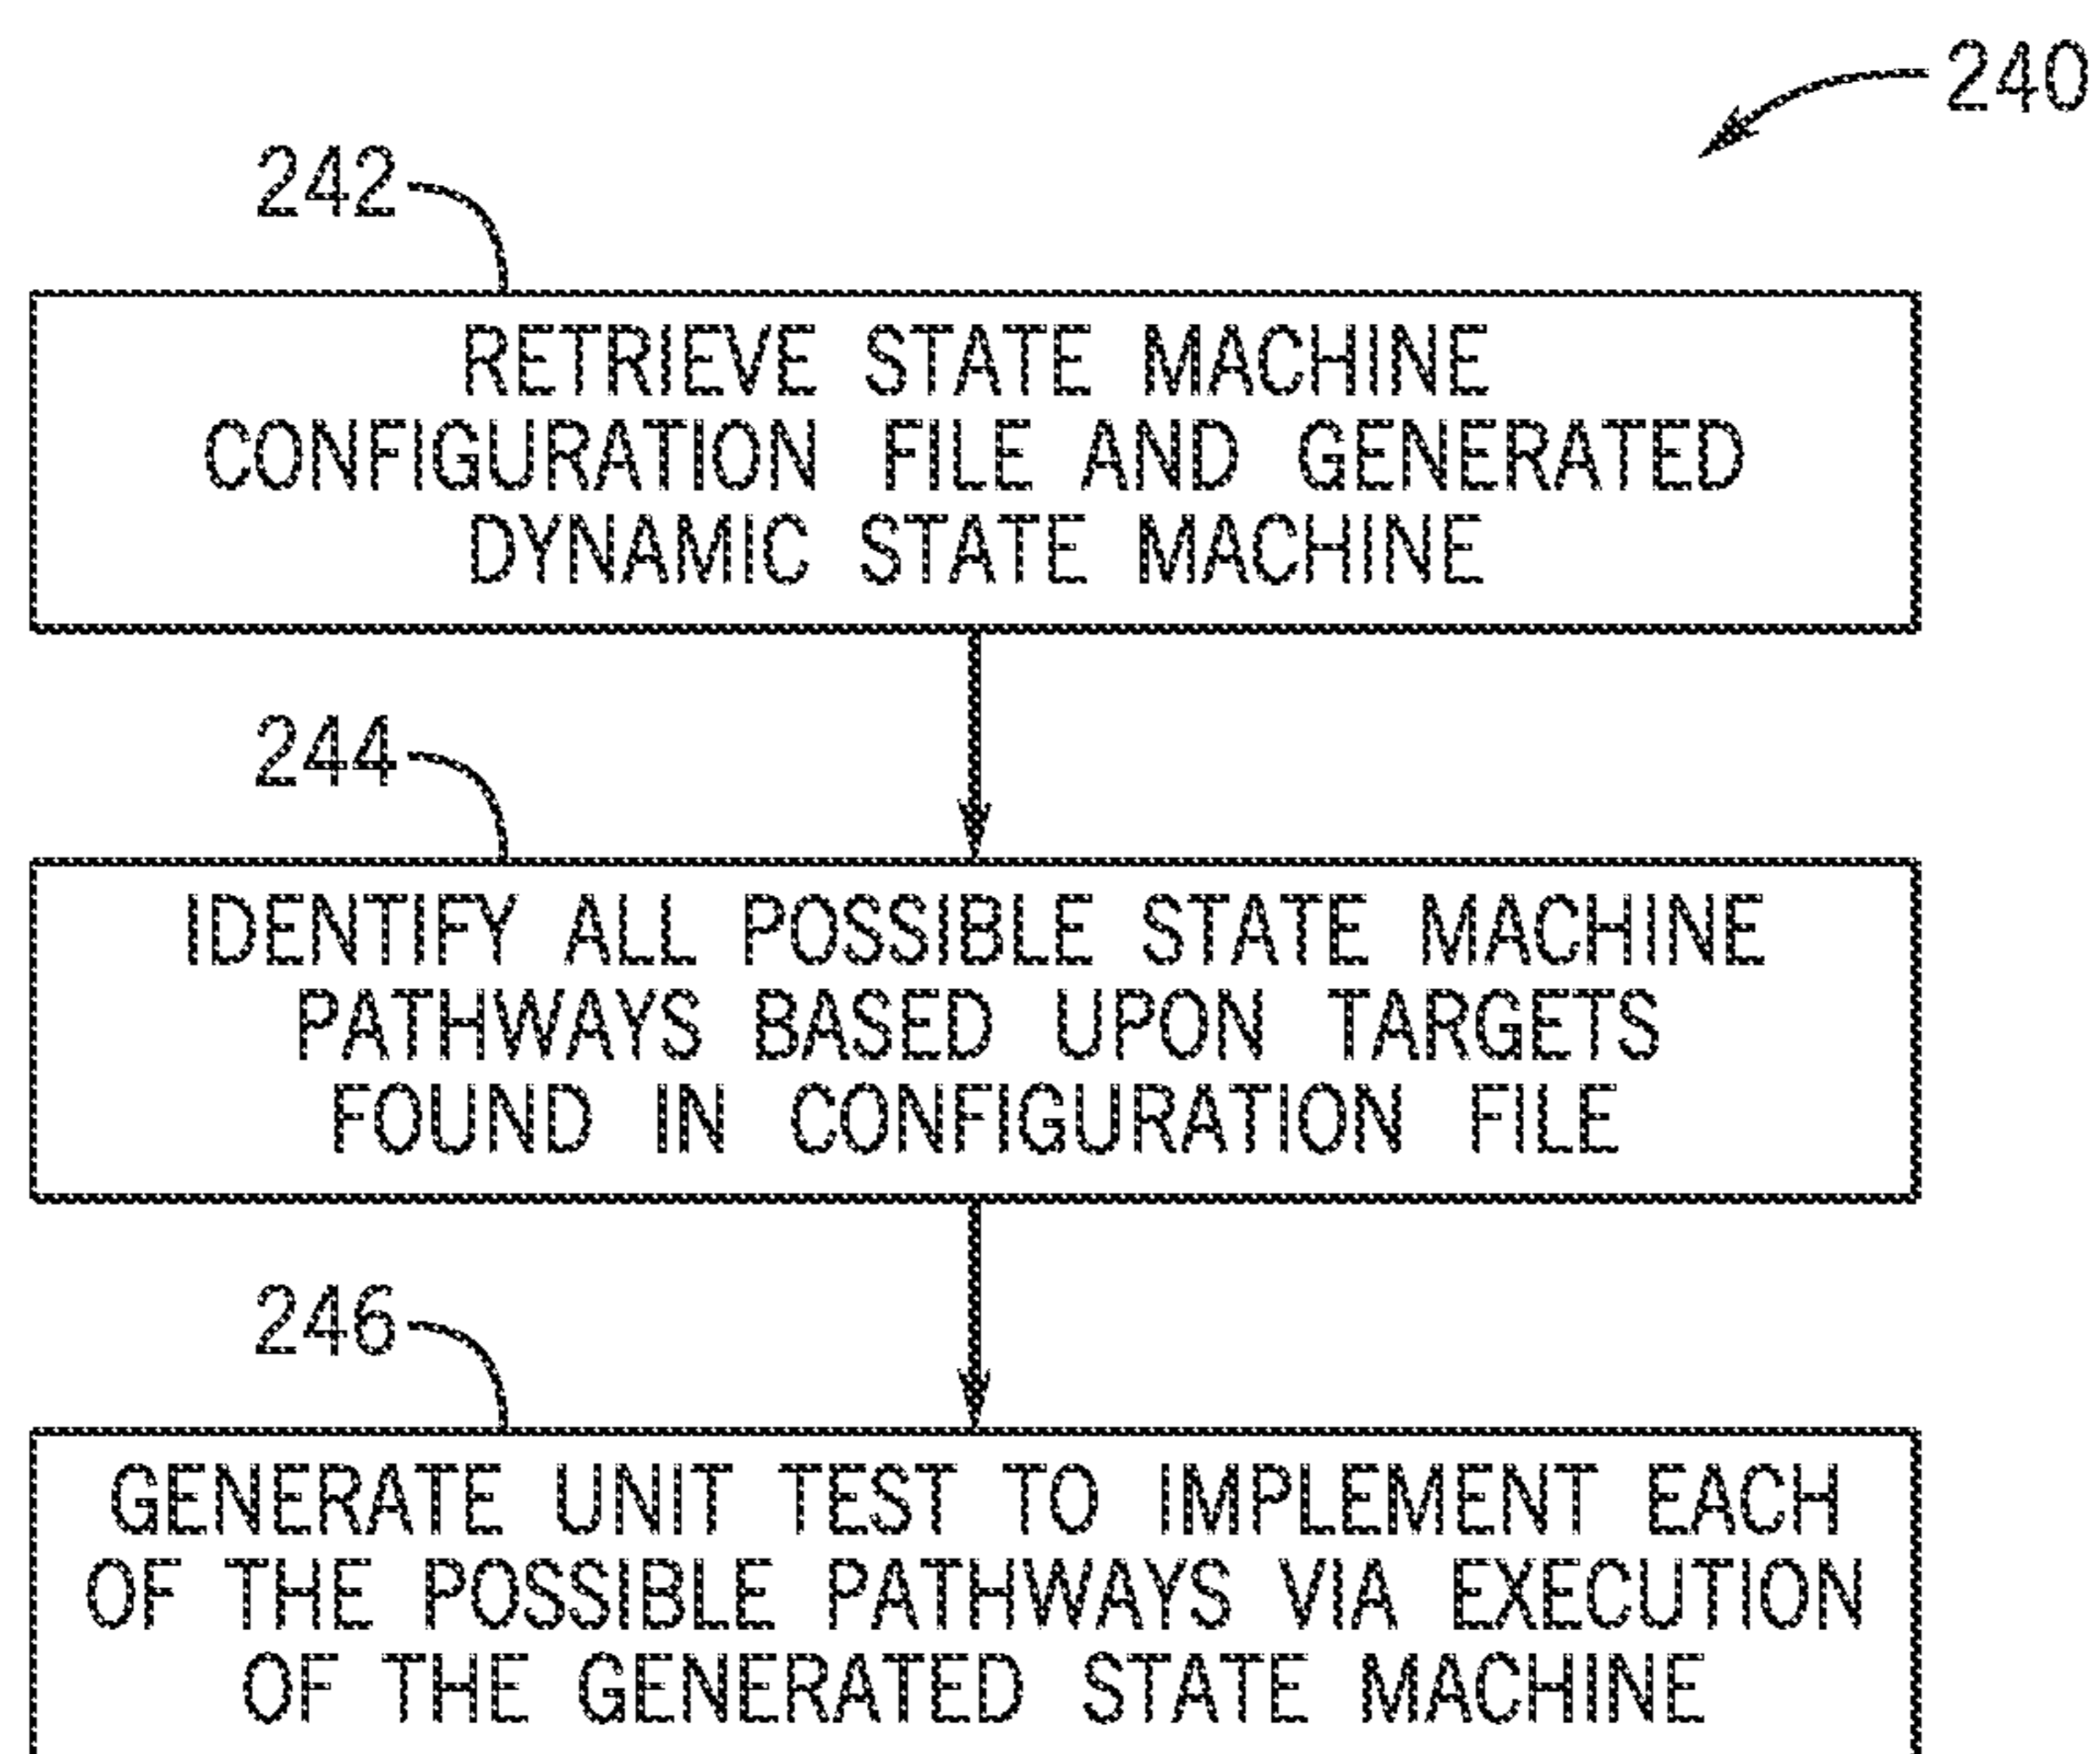 240
242
RETRIEVE STATE MACHINE
CONFIGURATION FILE AND GENERATED
DYNAMIC STATE MACHINE
244
IDENTIFY ALL POSSIBLE STATE MACHINE
PATHWAYS BASED UPON TARGETS
FOUND IN CONFIGURATION FILE
246
GENERATE UNIT TEST TO IMPLEMENT EACH
OF THE POSSIBLE PATHWAYS VIA EXECUTION
OF THE GENERATED STATE MACHINE